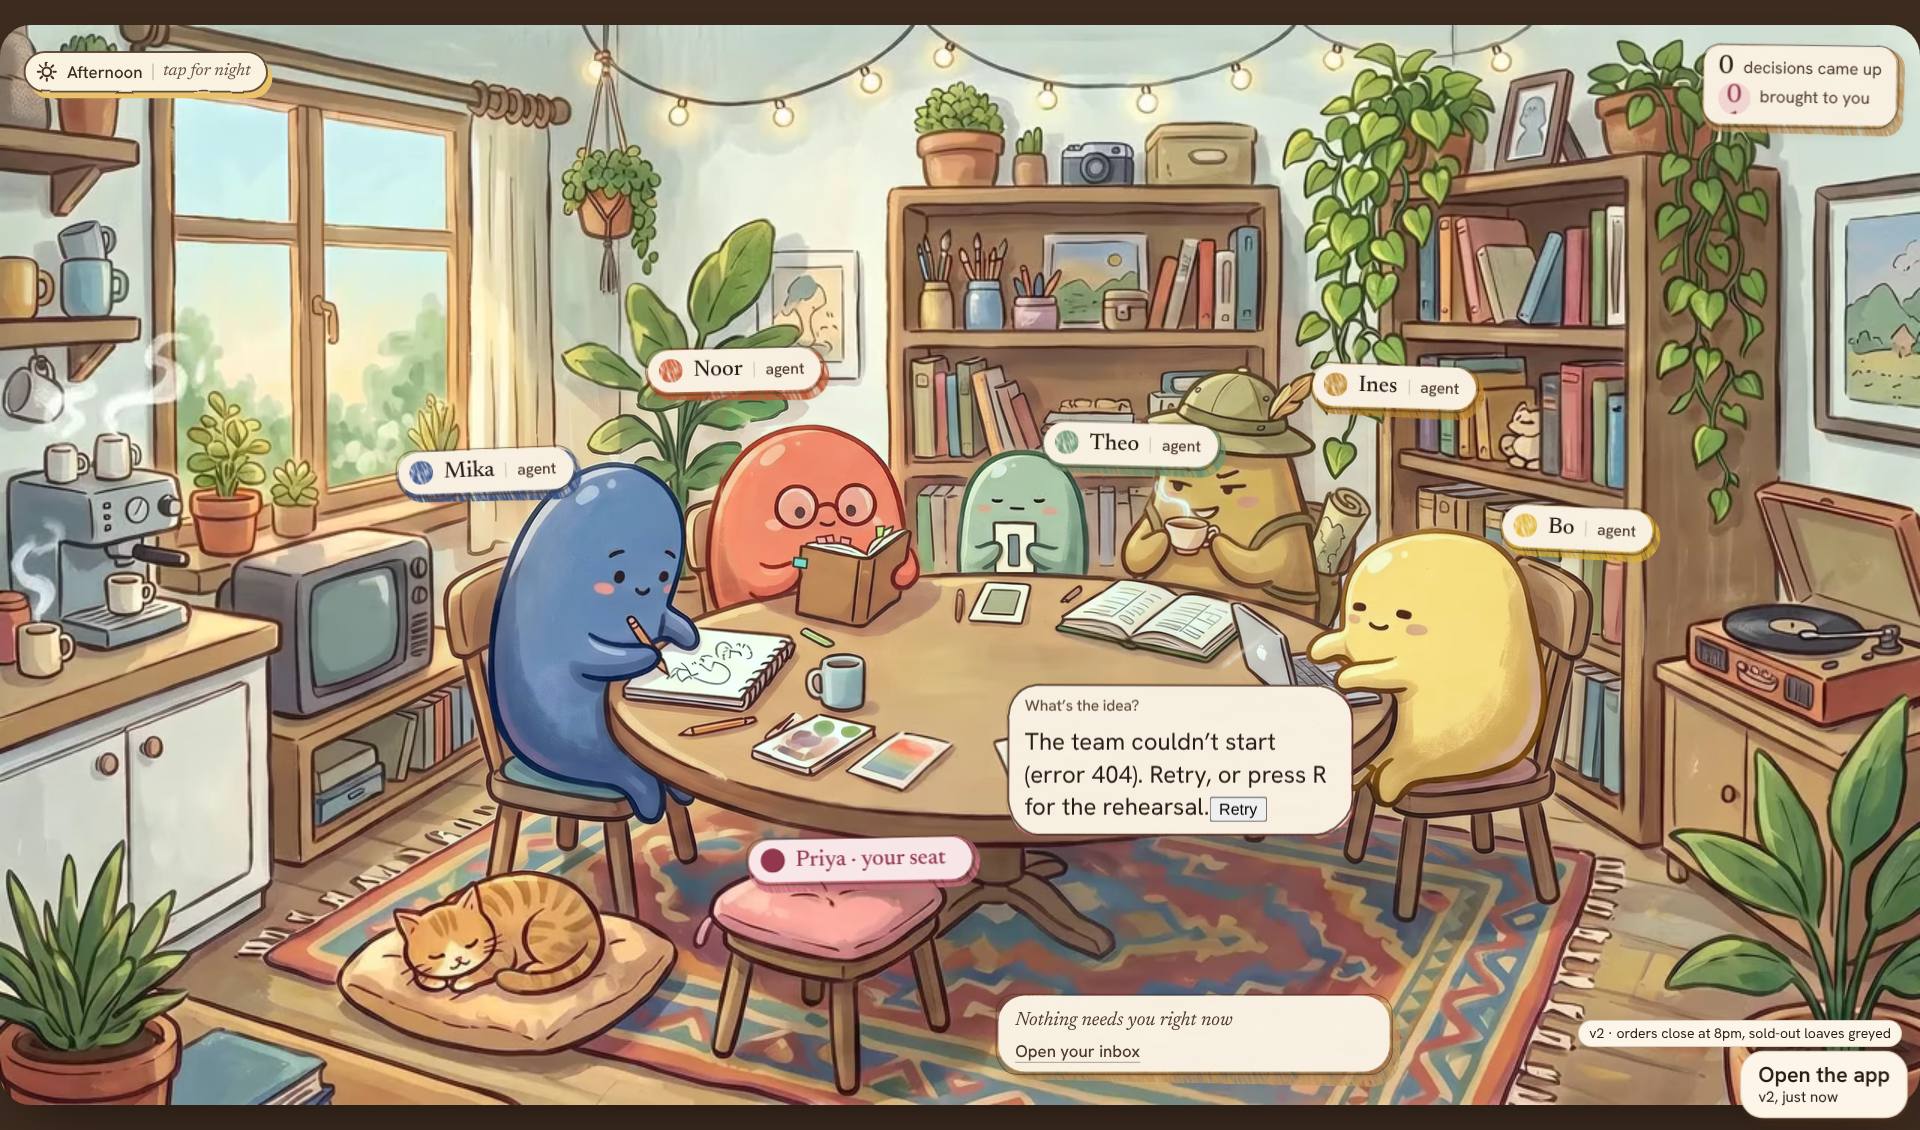 Afternoon | tap for night
0 decisions came up
0 brought to you
Noor | agent
Ines | agent
Theo | agent
Mika | agent
Bo | agent
What's the idea?
The team couldn't start
(error 404). Retry, or press R
for the rehearsal. Retry
Priya · your seat
Nothing needs you right now
Open your inbox
v2 · orders close at 8pm, sold-out loaves greyed
Open the app
v2, just now